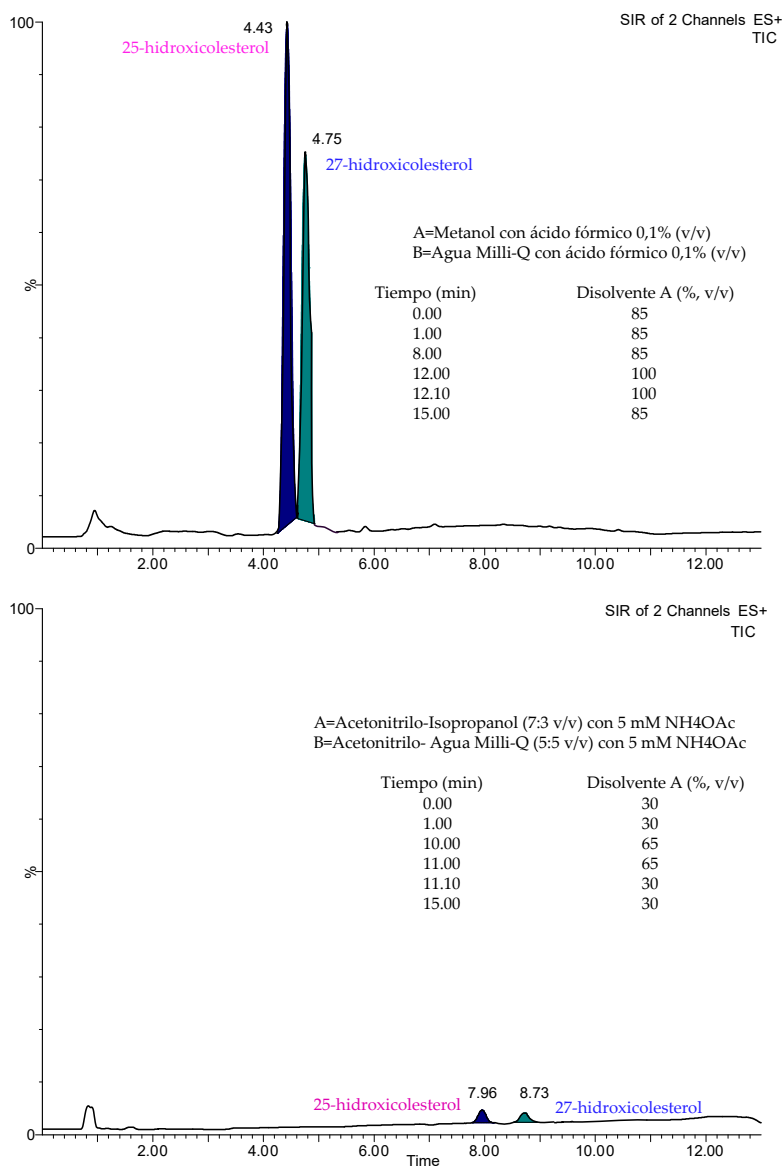 SIR of 2 Channels ES+
TIC
100
4.43
25-hidroxicolesterol
4.75
27-hidroxicolesterol
A=Metanol con ácido fórmico 0,1% (v/v)
B=Agua Milli-Q con ácido fórmico 0,1% (v/v)
%
Tiempo (min) Disolvente A (%, v/v)
0.00 85
1.00 85
8.00 85
12.00 100
12.10 100
15.00 85
0
2.00 4.00 6.00 8.00 10.00 12.00
100
SIR of 2 Channels ES+
TIC
A=Acetonitrilo-Isopropanol (7:3 v/v) con 5 mM NH4OAc
B=Acetonitrilo- Agua Milli-Q (5:5 v/v) con 5 mM NH4OAc
Tiempo (min) Disolvente A (%, v/v)
0.00 30
1.00 30
10.00 65
11.00 65
11.10 30
15.00 30
%
7.96 8.73
25-hidroxicolesterol 27-hidroxicolesterol
0
2.00 4.00 6.00 8.00 10.00 12.00
Time